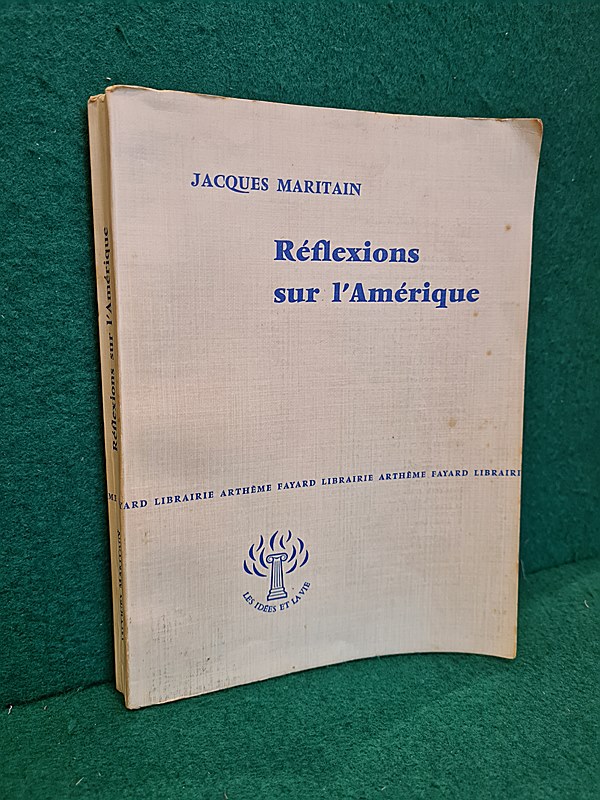 JACQUES MARITAIN
Réflexions
sur l'Amérique
YARD LIBRAIRIE ARTHÈME FAYARD LIBRAIRIE ARTHÈME FAYARD LIBRAIRI
LES IDÉES ET LA VIE
Réflexions sur l'Amérique